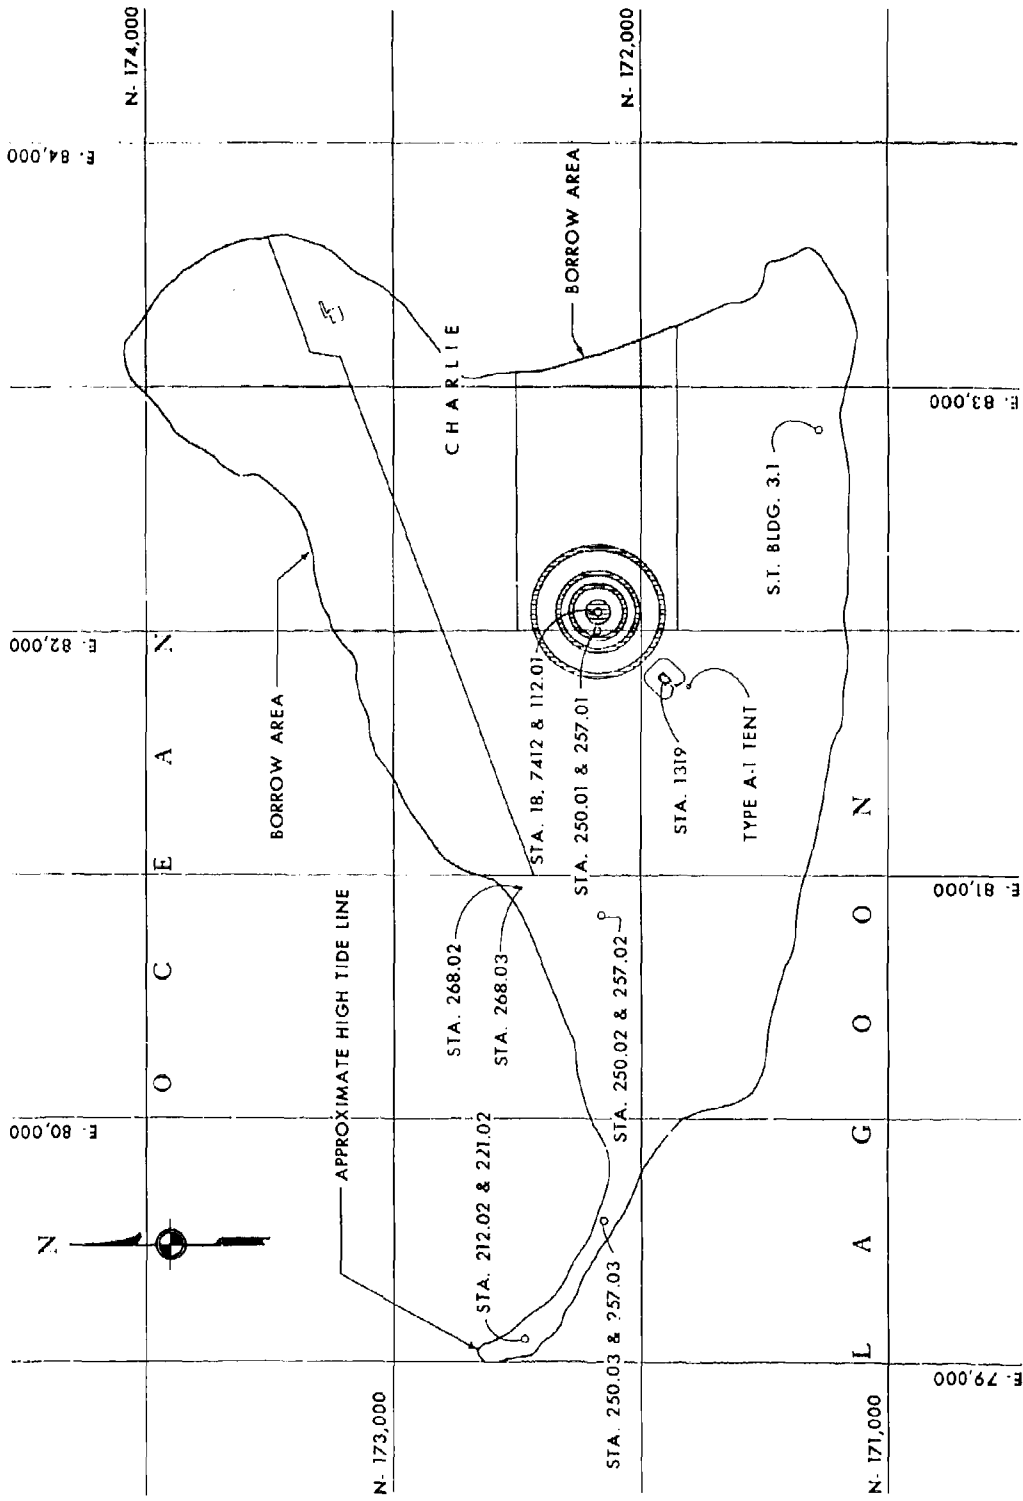 N
N- 174,000
N- 173,000
N- 172,000
N- 171,000
E- 79,000
E- 80,000
E- 81,000
E- 82,000
E- 83,000
E- 84,000
O C E A N
L A G O O N
CHARLIE
BORROW AREA
BORROW AREA
APPROXIMATE HIGH TIDE LINE
STA. 268.02
STA. 268.03
STA. 212.02 & 221.02
STA. 250.03 & 257.03
STA. 250.02 & 257.02
STA. 18, 7412 & 112.01
STA. 250.01 & 257.01
STA. 1319
TYPE A-1 TENT
S.T. BLDG. 3.1